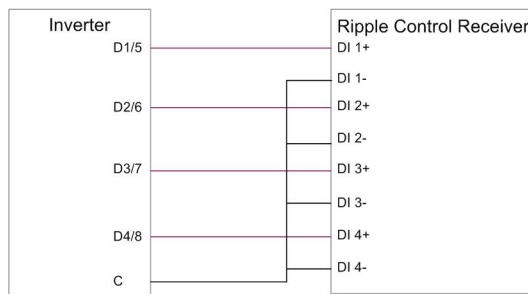 Inverter
D1/5
D2/6
D3/7
D4/8
C
Ripple Control Receiver
DI 1+
DI 1-
DI 2+
DI 2-
DI 3+
DI 3-
DI 4+
DI 4-